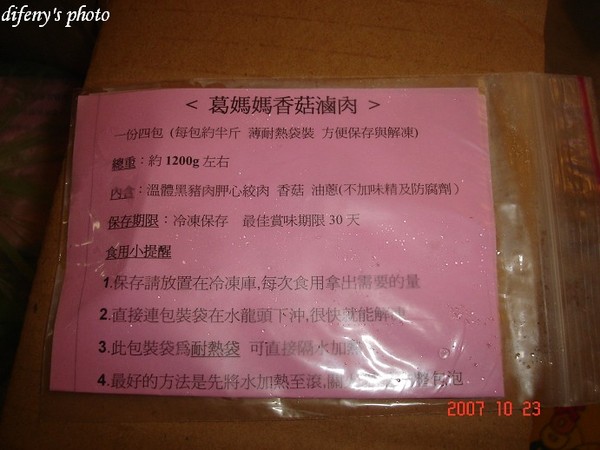 difeny's photo
< 葛媽媽香菇滷肉 >
一份四包 (每包約半斤 薄耐熱袋裝 方便保存與解凍)
總重：約 1200g 左右
內含：溫體黑豬肉胛心絞肉 香菇 油蔥(不加味精及防腐劑)
保存期限：冷凍保存 最佳賞味期限 30 天
食用小提醒
1.保存請放置在冷凍庫,每次食用拿出需要的量
2.直接連包裝袋在水龍頭下沖,很快就能解凍
3.此包裝袋為耐熱袋 可直接隔水加熱
4.最好的方法是先將水加熱至滾,關 包泡
2007 10 23